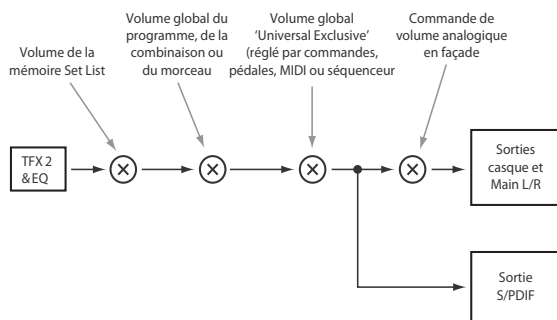 Volume de la
mémoire Set List
Volume global du
programme, de la
combinaison ou
du morceau
Volume global
‘Universal Exclusive’
(réglé par commandes,
pédales, MIDI ou séquenceur
Commande de
volume analogique
en façade
TFX 2
& EQ
Sorties
casque et
Main L/R
Sortie
S/PDIF